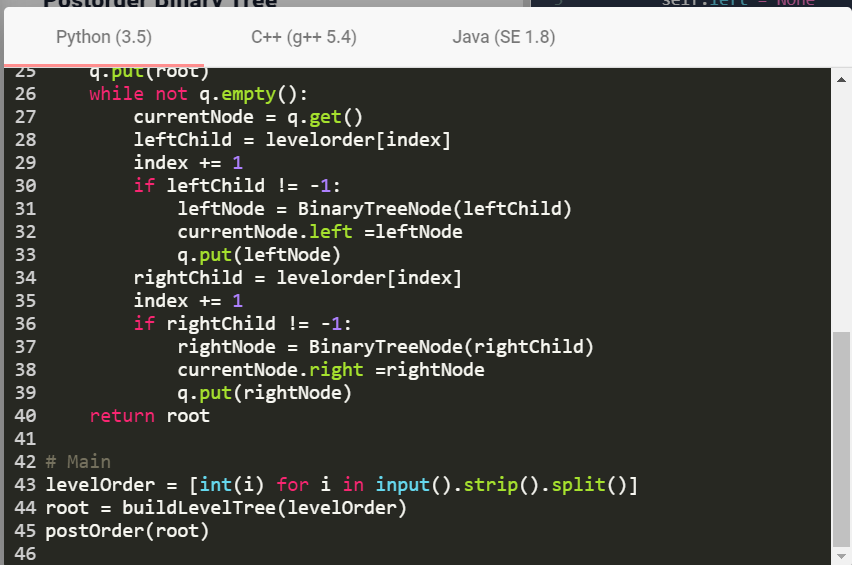 Postorder Binary Tree
5 self.left = None
Python (3.5) C++ (g++ 5.4) Java (SE 1.8)
25 q.put(root)
26 while not q.empty():
27 currentNode = q.get()
28 leftChild = levelorder[index]
29 index += 1
30 if leftChild != -1:
31 leftNode = BinaryTreeNode(leftChild)
32 currentNode.left =leftNode
33 q.put(leftNode)
34 rightChild = levelorder[index]
35 index += 1
36 if rightChild != -1:
37 rightNode = BinaryTreeNode(rightChild)
38 currentNode.right =rightNode
39 q.put(rightNode)
40 return root
41
42 # Main
43 levelOrder = [int(i) for i in input().strip().split()]
44 root = buildLevelTree(levelOrder)
45 postOrder(root)
46